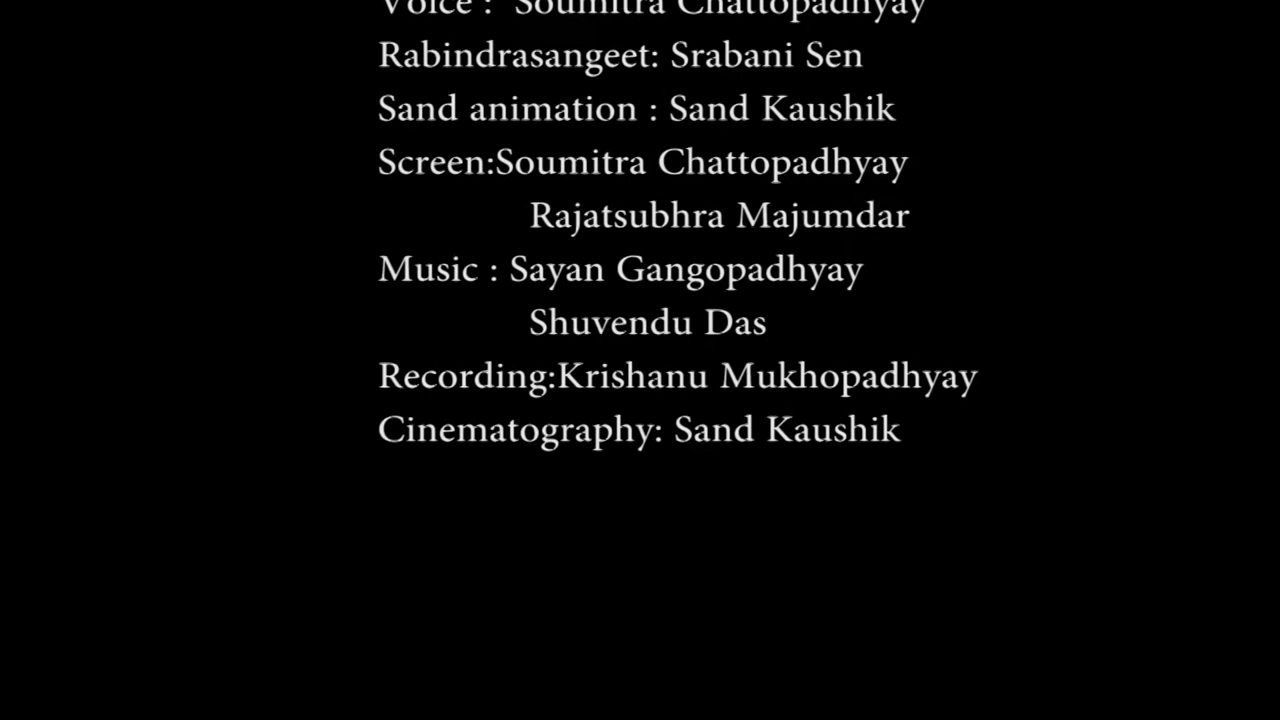 Voice : Soumitra Chattopadhyay
Rabindrasangeet: Srabani Sen
Sand animation : Sand Kaushik
Screen:Soumitra Chattopadhyay
Rajatsubhra Majumdar
Music : Sayan Gangopadhyay
Shuvendu Das
Recording:Krishanu Mukhopadhyay
Cinematography: Sand Kaushik